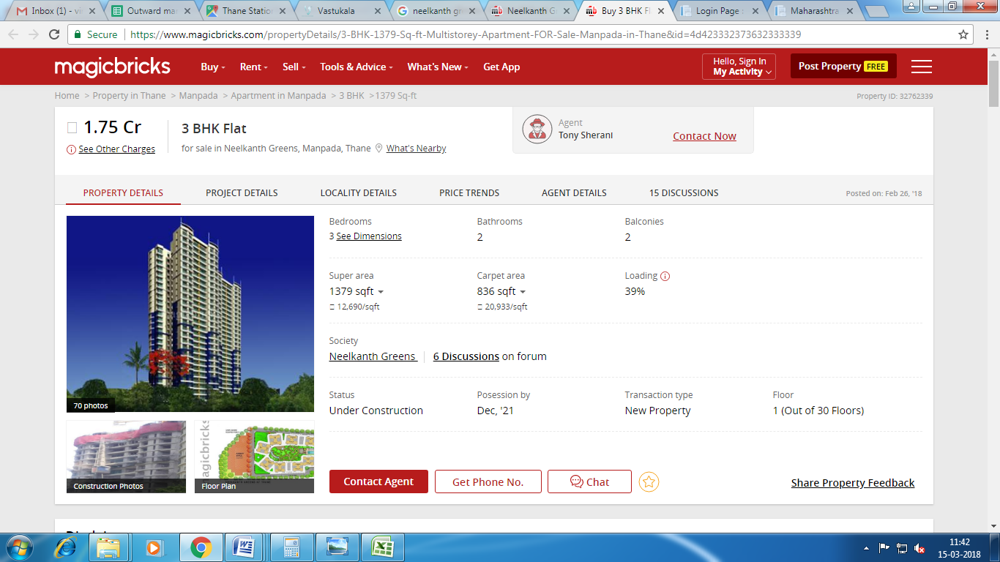 Inbox (1) - vi
Outward ma
Thane Statio
Vastukala
neelkanth gr
Neelkanth G
Buy 3 BHK Fl
Login Page
Maharashtra
Secure
https://www.magicbricks.com/propertyDetails/3-BHK-1379-Sq-ft-Multistorey-Apartment-FOR-Sale-Manpada-in-Thane&id=4d423332373632333339
magicbricks
Buy
Rent
Sell
Tools & Advice
What's New
Get App
Hello, Sign In
My Activity
Post Property FREE
Home > Property in Thane > Manpada > Apartment in Manpada > 3 BHK >1379 Sq-ft
Property ID: 32762339
1.75 Cr
See Other Charges
3 BHK Flat
for sale in Neelkanth Greens, Manpada, Thane What's Nearby
Agent
Tony Sherani
Contact Now
PROPERTY DETAILS
PROJECT DETAILS
LOCALITY DETAILS
PRICE TRENDS
AGENT DETAILS
15 DISCUSSIONS
Posted on: Feb 26, '18
70 photos
Construction Photos
magicbricks
Floor Plan
Bedrooms
3 See Dimensions
Bathrooms
2
Balconies
2
Super area
1379 sqft
12,690/sqft
Carpet area
836 sqft
20,933/sqft
Loading
39%
Society
Neelkanth Greens
6 Discussions on forum
Status
Under Construction
Posession by
Dec, '21
Transaction type
New Property
Floor
1 (Out of 30 Floors)
Contact Agent
Get Phone No.
Chat
Share Property Feedback
11:42
15-03-2018